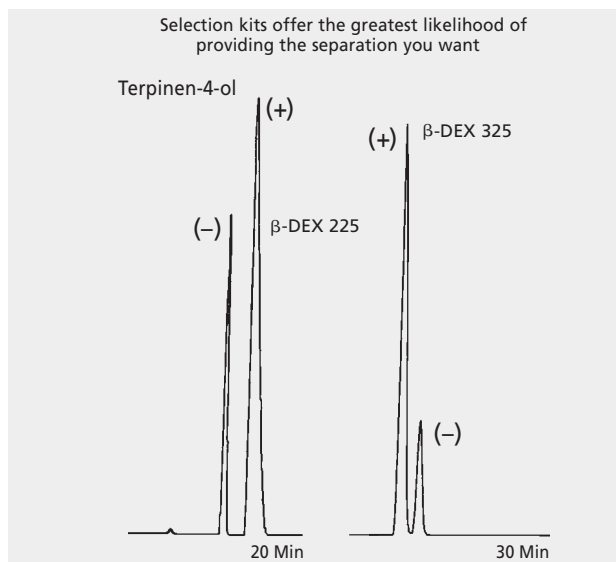 Selection kits offer the greatest likelihood of
providing the separation you want
Terpinen-4-ol
(+)
(–)
β-DEX 225
(+)
β-DEX 325
(–)
20 Min
30 Min